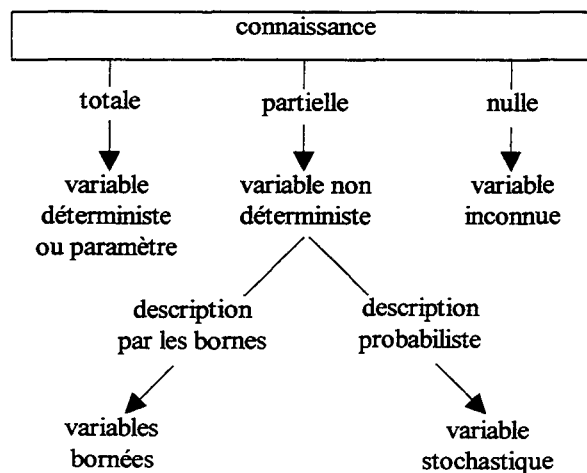 connaissance
totale
partielle
nulle
variable
déterministe
ou paramètre
variable non
déterministe
variable
inconnue
description
par les bornes
description
probabiliste
variables
bornées
variable
stochastique